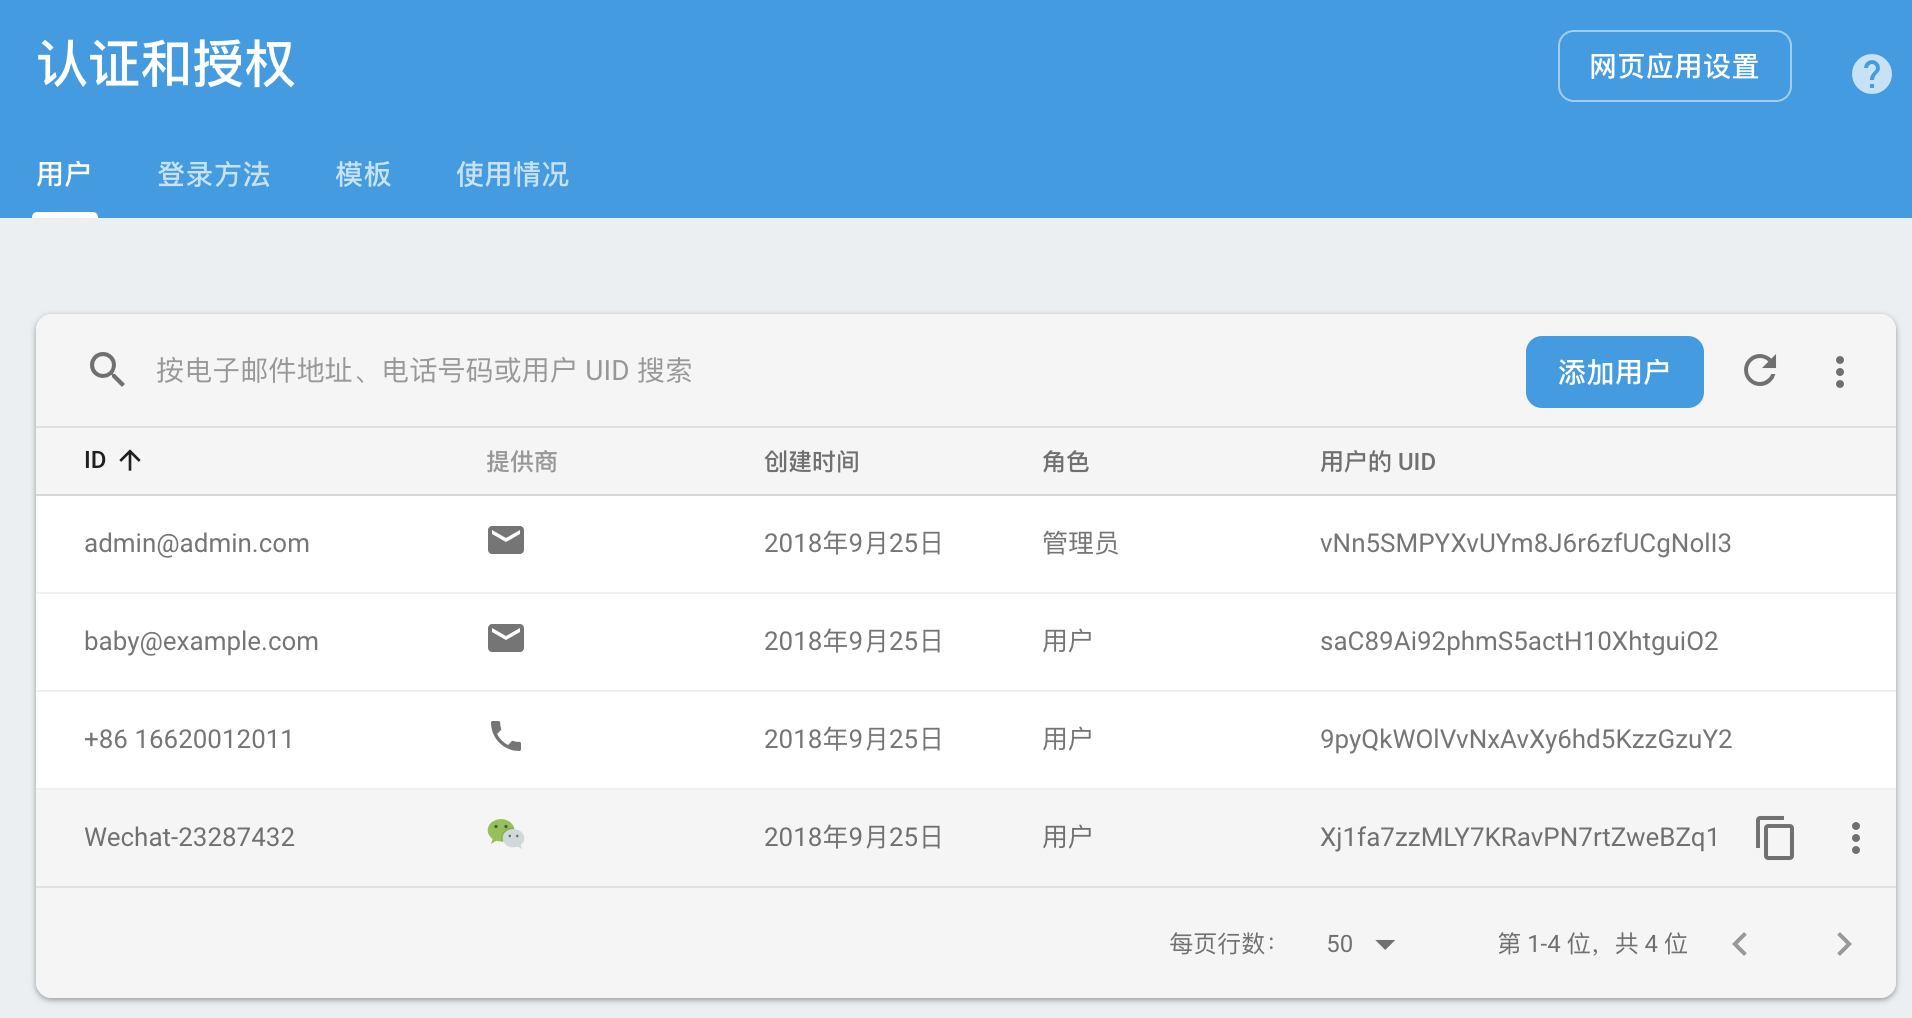 认证和授权
网页应用设置
用户 登录方法 模板 使用情况
按电子邮件地址、电话号码或用户 UID 搜索
添加用户
ID 提供商 创建时间 角色 用户的 UID
admin@admin.com 2018年9月25日 管理员 vNn5SMPYXvUYm8J6r6zfUCgNolI3
baby@example.com 2018年9月25日 用户 saC89Ai92phmS5actH10XhtguiO2
+86 16620012011 2018年9月25日 用户 9pyQkWOlVvNxAvXy6hd5KzzGzuY2
Wechat-23287432 2018年9月25日 用户 Xj1fa7zzMLY7KRavPN7rtZweBZq1
每页行数： 50 第 1-4 位，共 4 位